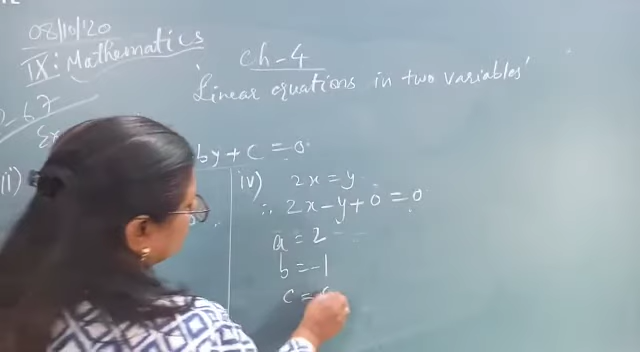 08/10/20
IX: Mathematics
Ch-4
'Linear equations in two variables'
by + c = 0
ii)
iv) 2x = y
∴ 2x - y + 0 = 0
a = 2
b = -1
c =